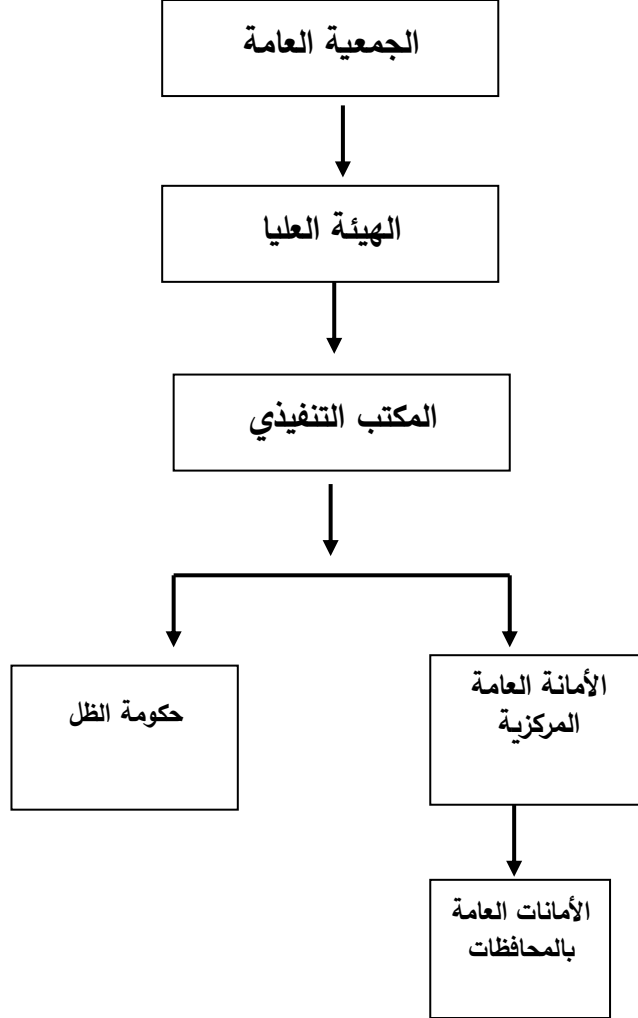 الجمعية العامة
الهيئة العليا
المكتب التنفيذي
الأمانة العامة
المركزية
حكومة الظل
الأمانات العامة
بالمحافظات